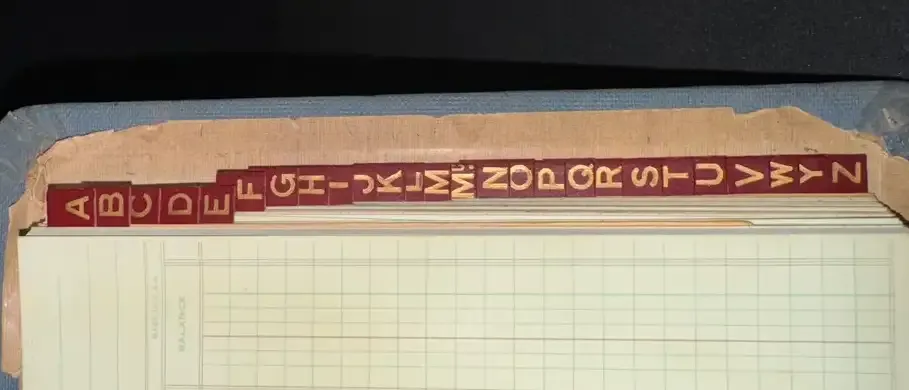 A B C D E F G H I J K L M Mc N O P Q R S T U V W Y Z
BALANCE